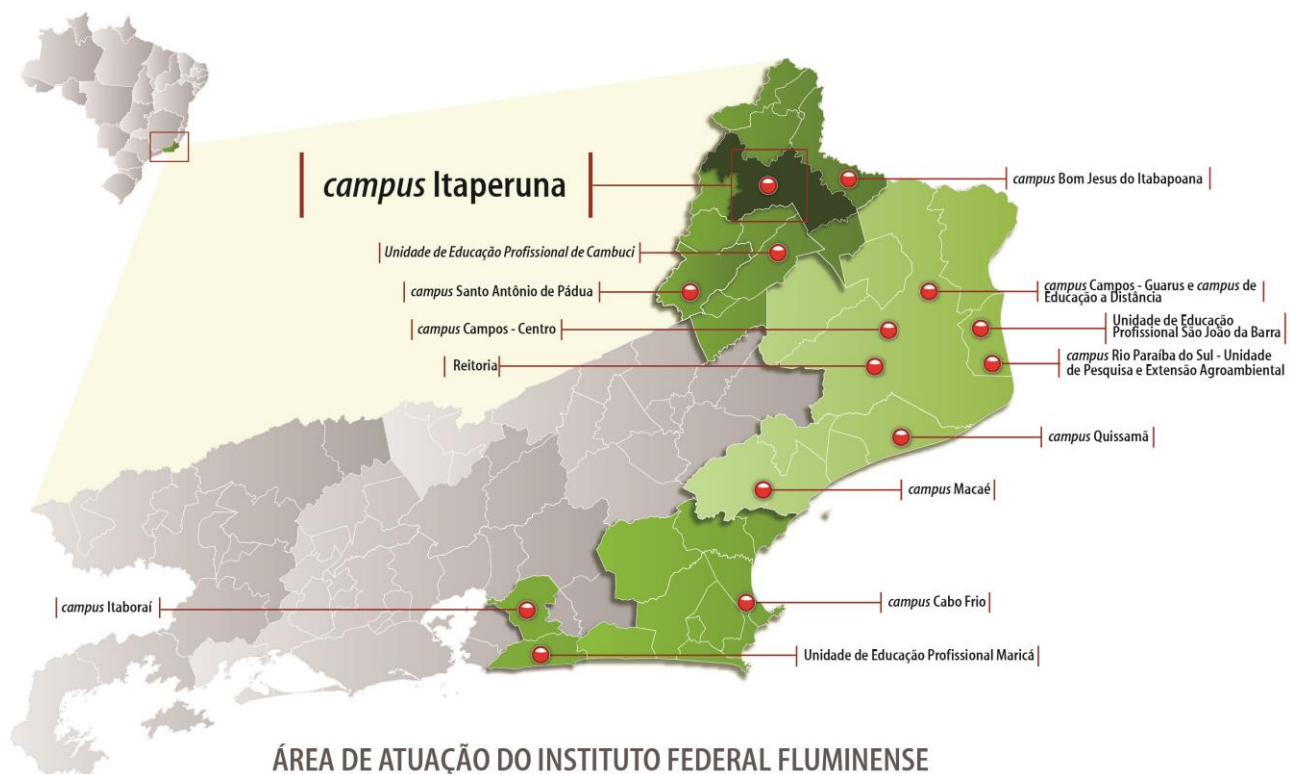 campus Itaperuna
campus Bom Jesus do Itabapoana
Unidade de Educação Profissional de Cambuci
campus Santo Antônio de Pádua
campus Campos - Guarus e campus de
Educação a Distância
campus Campos - Centro
Unidade de Educação
Profissional São João da Barra
Reitoria
campus Rio Paraíba do Sul - Unidade
de Pesquisa e Extensão Agroambiental
campus Quissamã
campus Macaé
campus Itaboraí
campus Cabo Frio
Unidade de Educação Profissional Maricá
ÁREA DE ATUAÇÃO DO INSTITUTO FEDERAL FLUMINENSE